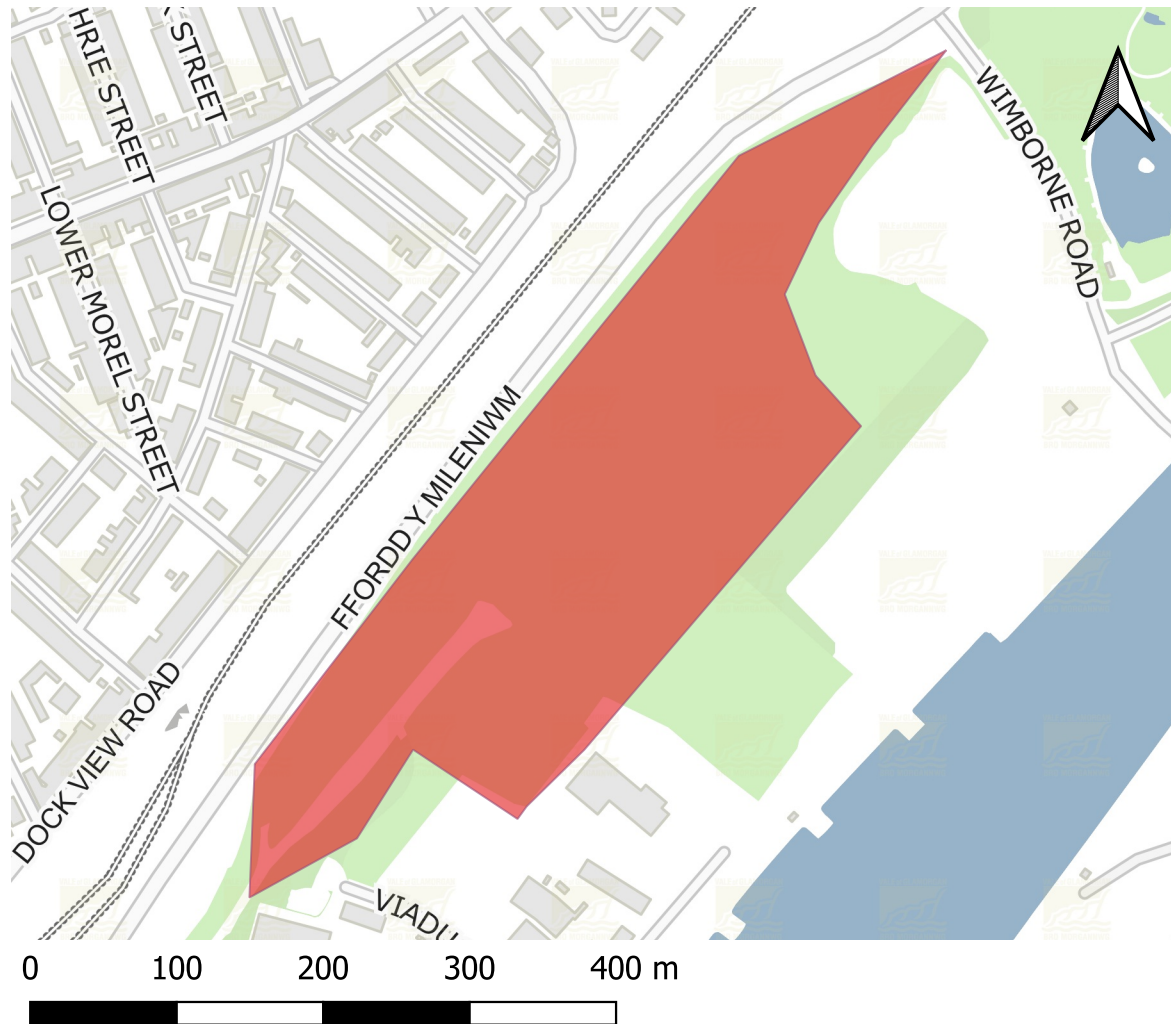 HRIE STREET
K STREET
WIMBORNE ROAD
LOWER MOREL STREET
FFORDD Y MILENIWM
DOCK VIEW ROAD
VIADU
0 100 200 300 400 m